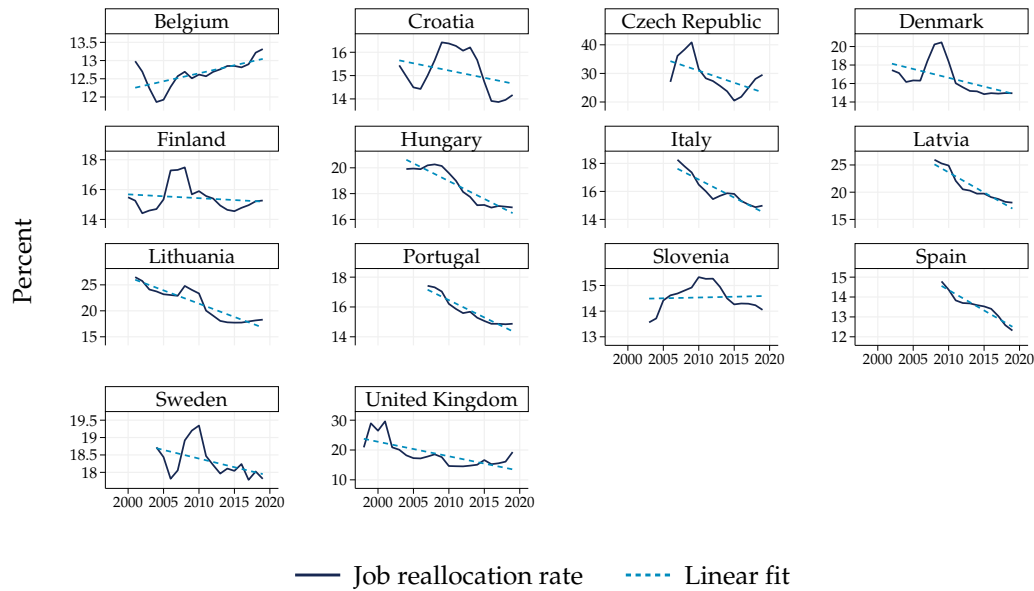 Percent
Belgium
13.5
13
12.5
12
Croatia
16
15
14
Czech Republic
40
30
20
Denmark
20
18
16
14
Finland
18
16
14
Hungary
20
18
16
Italy
18
16
14
Latvia
25
20
15
Lithuania
25
20
15
Portugal
18
16
14
Slovenia
15
14
13
2000 2005 2010 2015 2020
Spain
15
14
13
12
2000 2005 2010 2015 2020
Sweden
19.5
19
18.5
18
2000 2005 2010 2015 2020
United Kingdom
30
20
10
2000 2005 2010 2015 2020
Job reallocation rate
Linear fit